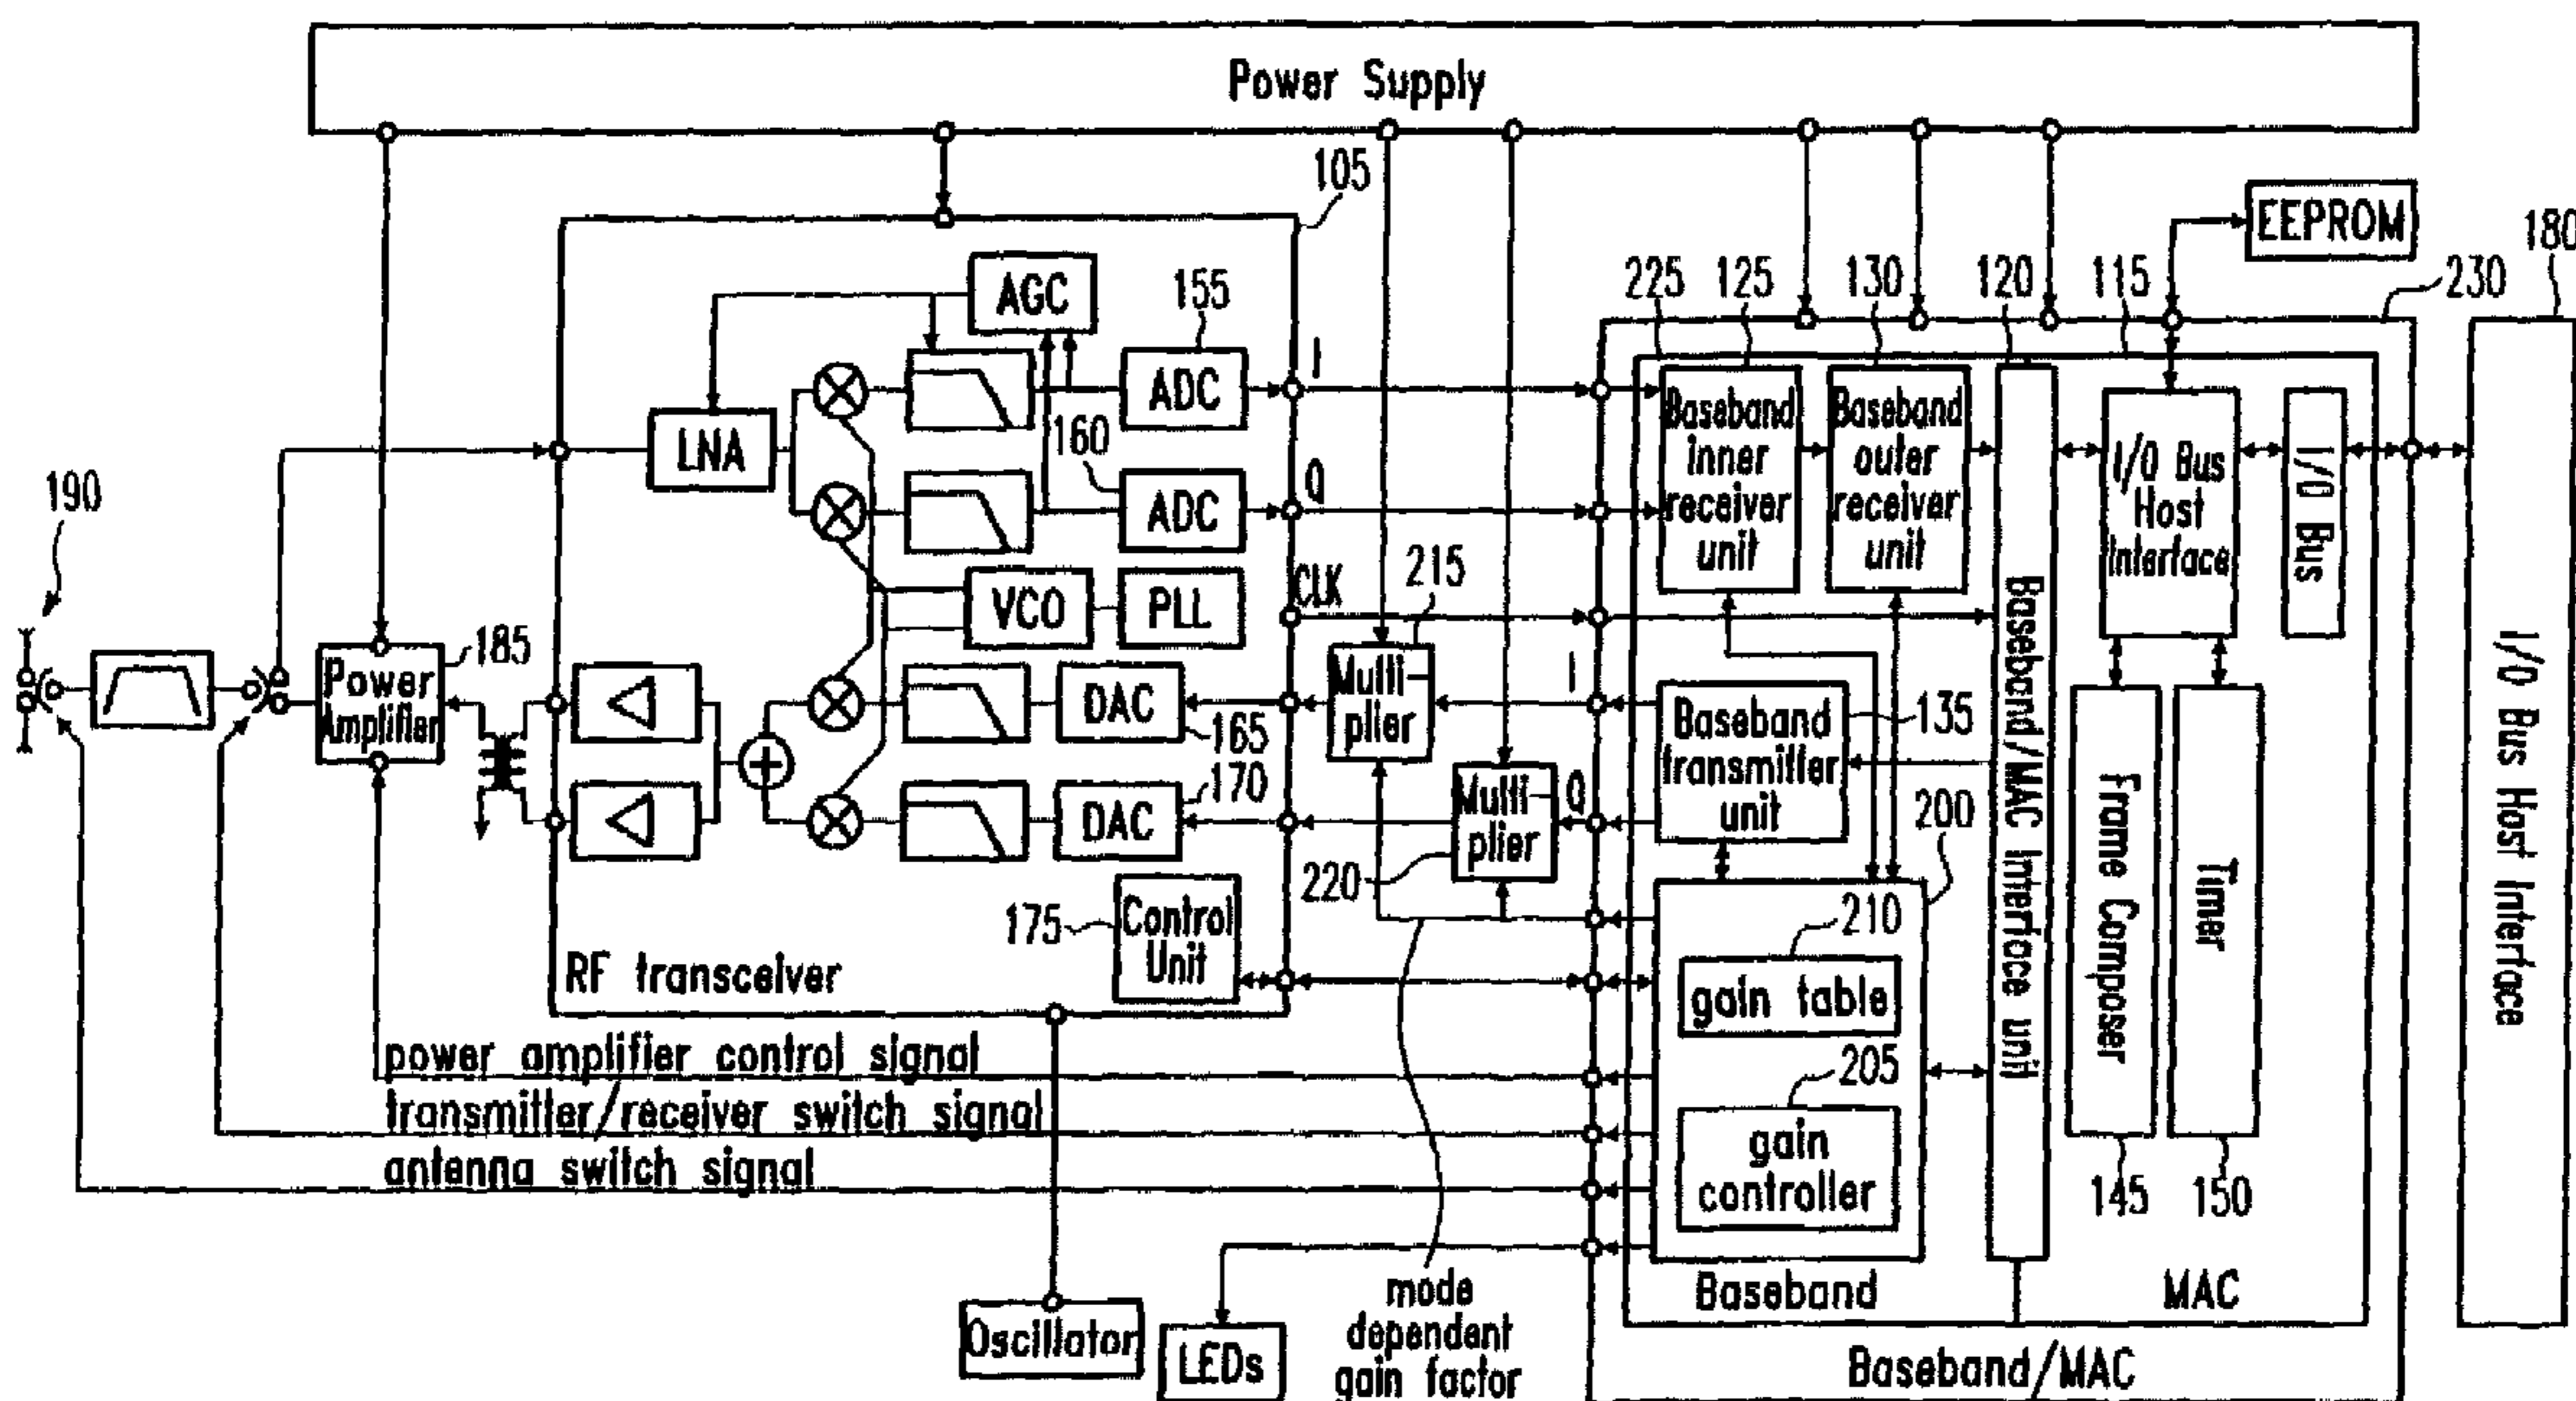 Power Supply
105
EEPROM
180
AGC
155
225
125
130
120
115
230
I
ADC
LNA
160
Q
ADC
190
Baseband
inner
receiver
unit
Baseband
outer
receiver
unit
I/O Bus
Host
Interface
I/O Bus
VCO
PLL
CLK
215
Power
Amplifier
185
DAC
165
Multi-
plier
I
Baseband
transmitter
unit
135
DAC
170
Multi-
plier
Q
220
200
Baseband/MAC Interface unit
Frame Composer
Timer
I/O Bus Host Interface
175
Control
Unit
RF transceiver
210
gain table
power amplifier control signal
205
transmitter/receiver switch signal
gain
controller
antenna switch signal
145
150
Oscillator
LEDs
mode
dependent
gain factor
Baseband
MAC
Baseband/MAC